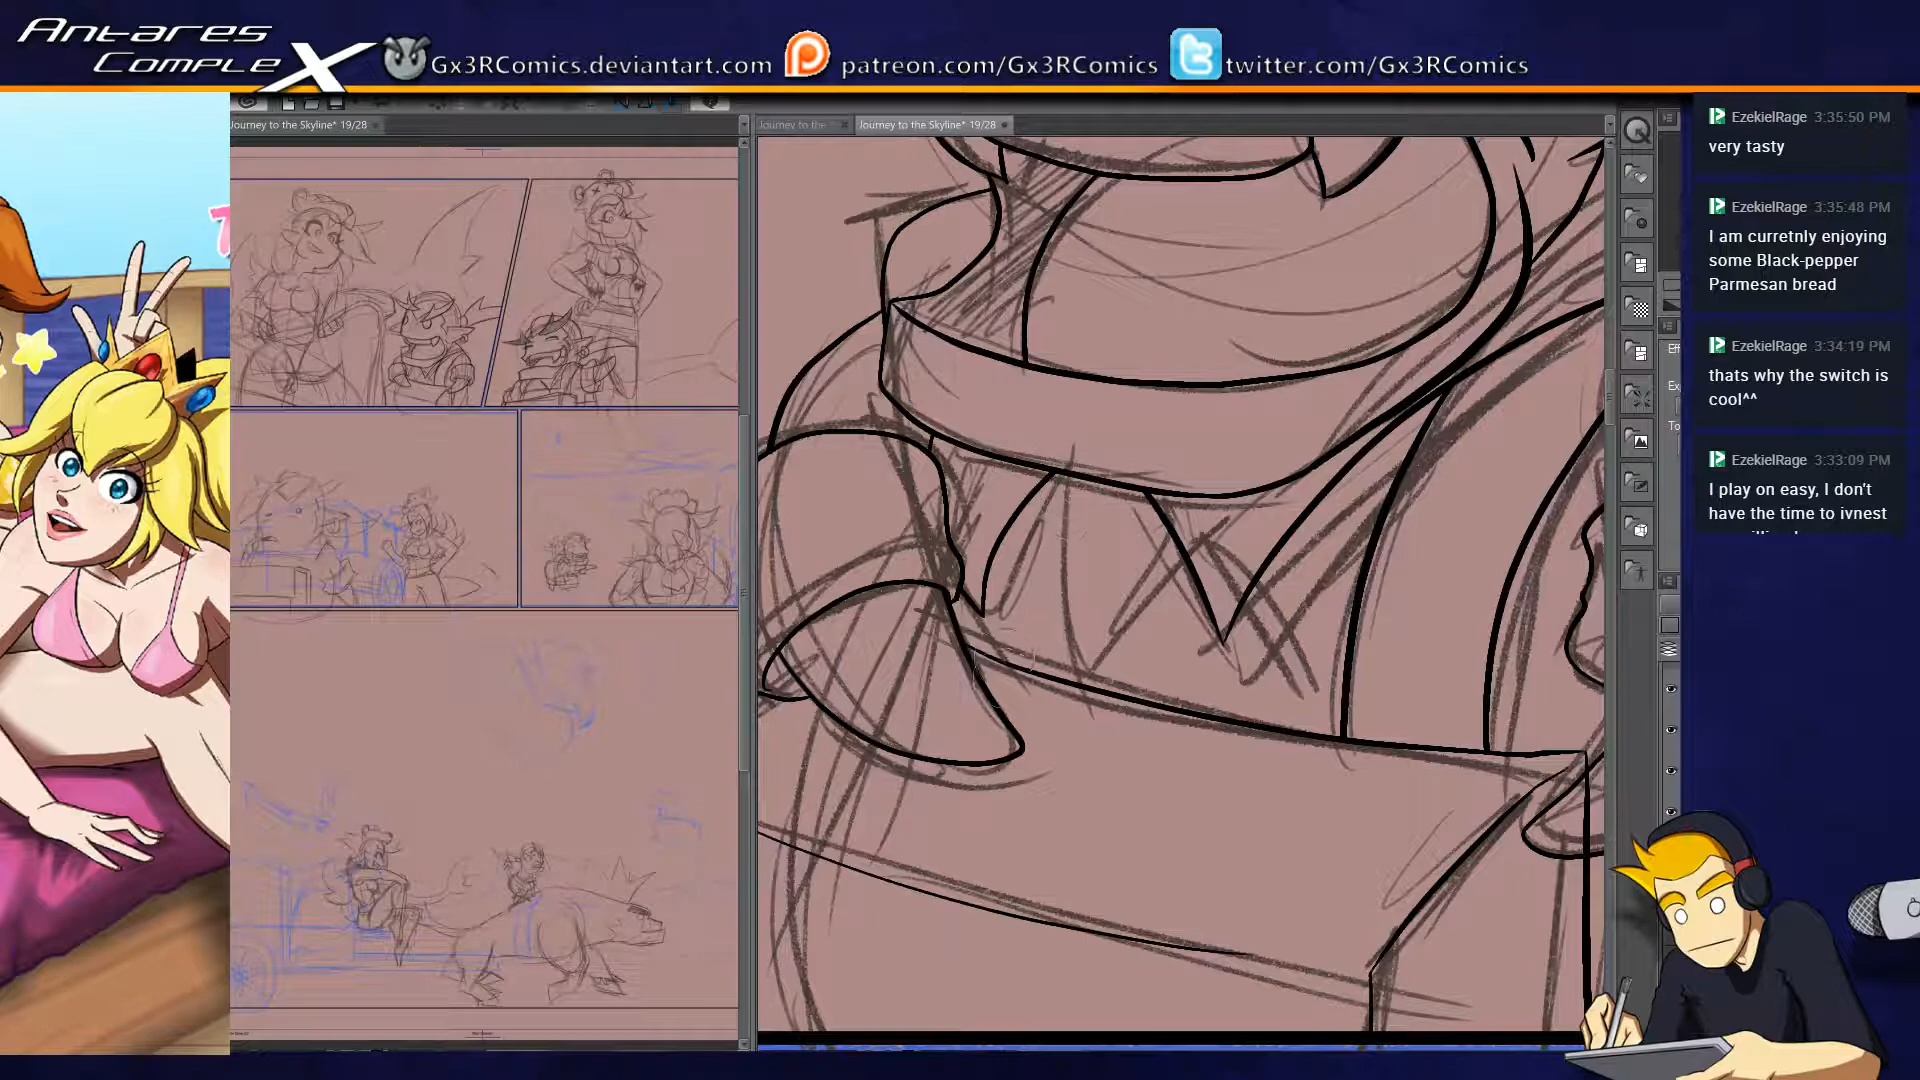 Antares
Complex
Gx3RComics.deviantart.com
patreon.com/Gx3RComics
twitter.com/Gx3RComics
Journey to the Skyline* 19/28
Journey to the
Journey to the Skyline* 19/28
EzekielRage 3:35:50 PM
very tasty
EzekielRage 3:35:48 PM
I am curretnly enjoying
some Black-pepper
Parmesan bread
EzekielRage 3:34:19 PM
thats why the switch is
cool^^
EzekielRage 3:33:09 PM
I play on easy, I don't
have the time to ivnest